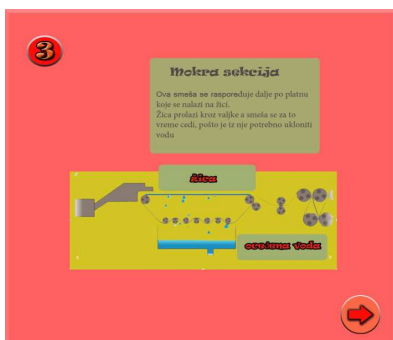 3
Mokra sekcija
Ova smeša se raspoređuje dalje po platnu
koje se nalazi na žici.
Žica prolazi kroz valjke a smeša se za to
vreme cedi, pošto je iz nje potrebno ukloniti
vodu
žica
oceđena voda